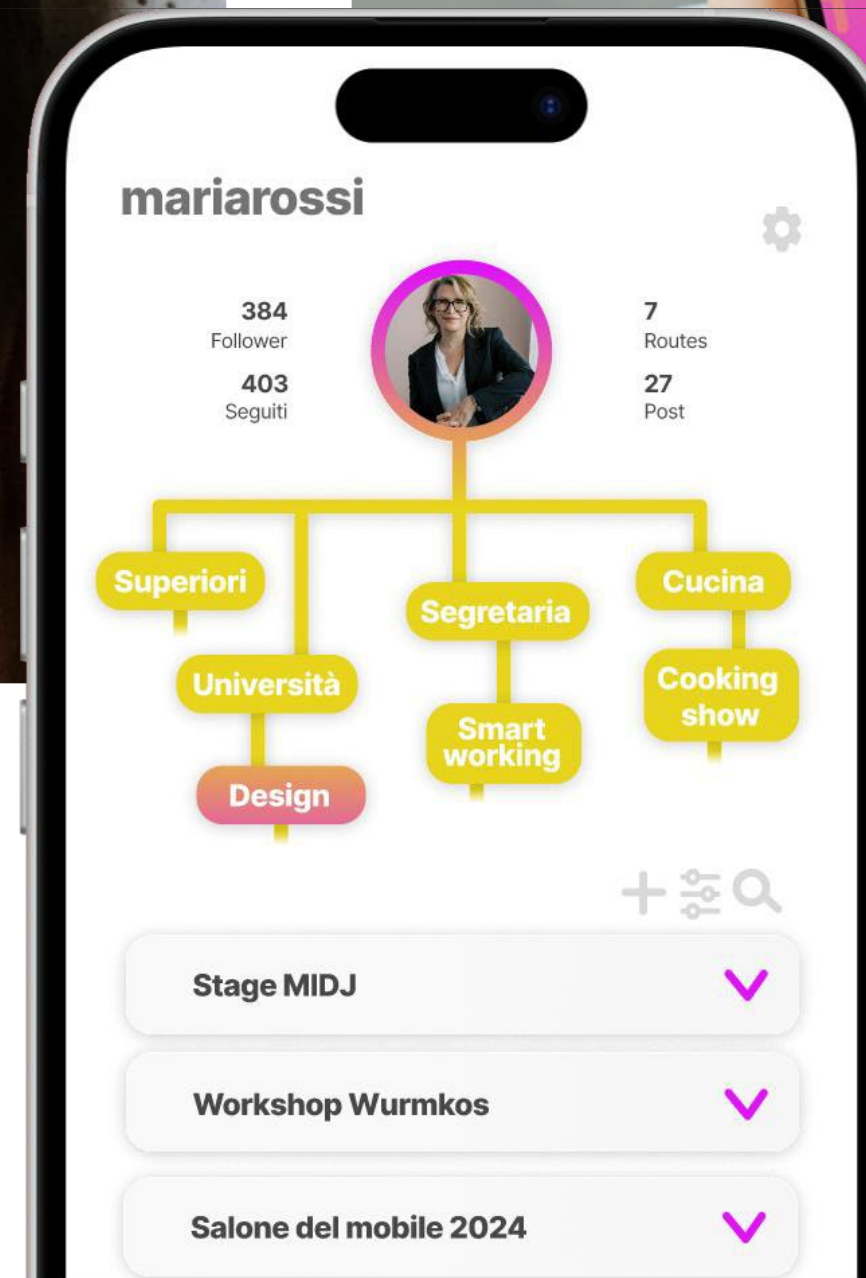 mariarossi
384
Follower
403
Seguiti
7
Routes
27
Post
Superiori
Segretaria
Cucina
Università
Cooking
show
Smart
working
Design
Stage MIDJ
Workshop Wurmkos
Salone del mobile 2024